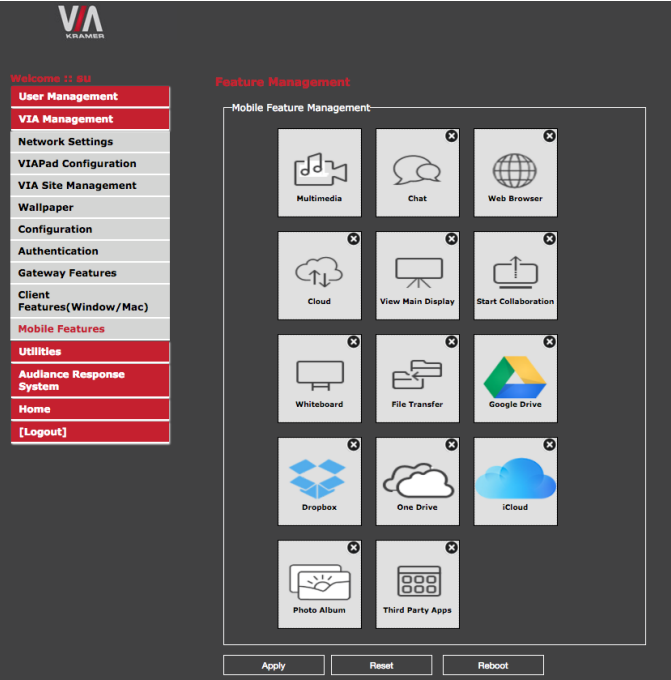 VIA
KRAMER
Welcome :: su
User Management
VIA Management
Network Settings
VIAPad Configuration
VIA Site Management
Wallpaper
Configuration
Authentication
Gateway Features
Client
Features(Window/Mac)
Mobile Features
Utilities
Audiance Response
System
Home
[Logout]
Feature Management
Mobile Feature Management
Multimedia
Chat
Web Browser
Cloud
View Main Display
Start Collaboration
Whiteboard
File Transfer
Google Drive
Dropbox
One Drive
iCloud
Photo Album
Third Party Apps
Apply
Reset
Reboot